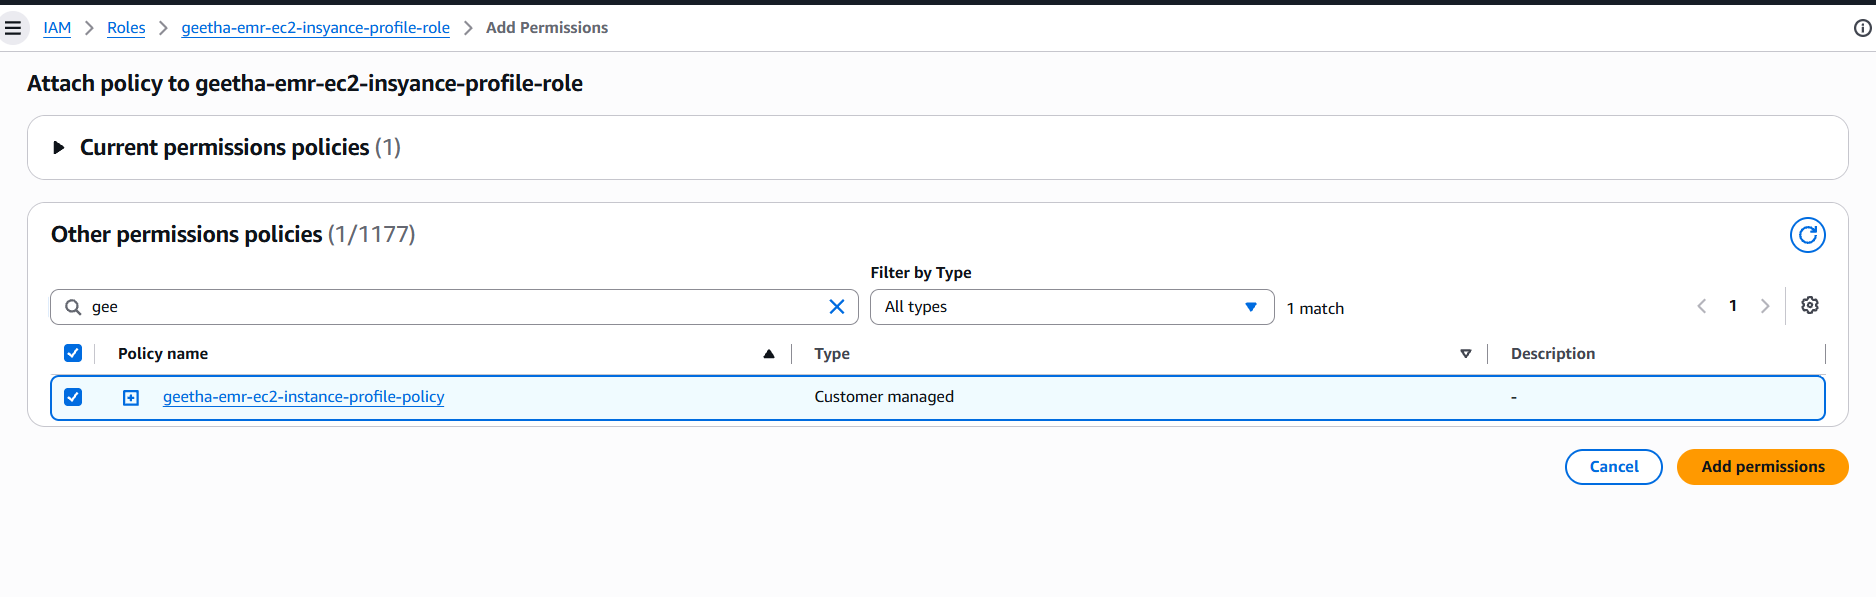 IAM > Roles > geetha-emr-ec2-insyance-profile-role > Add Permissions
Attach policy to geetha-emr-ec2-insyance-profile-role
Current permissions policies (1)
Other permissions policies (1/1177)
Filter by Type
gee All types 1 match 1
Policy name Type Description
geetha-emr-ec2-instance-profile-policy Customer managed -
Cancel Add permissions